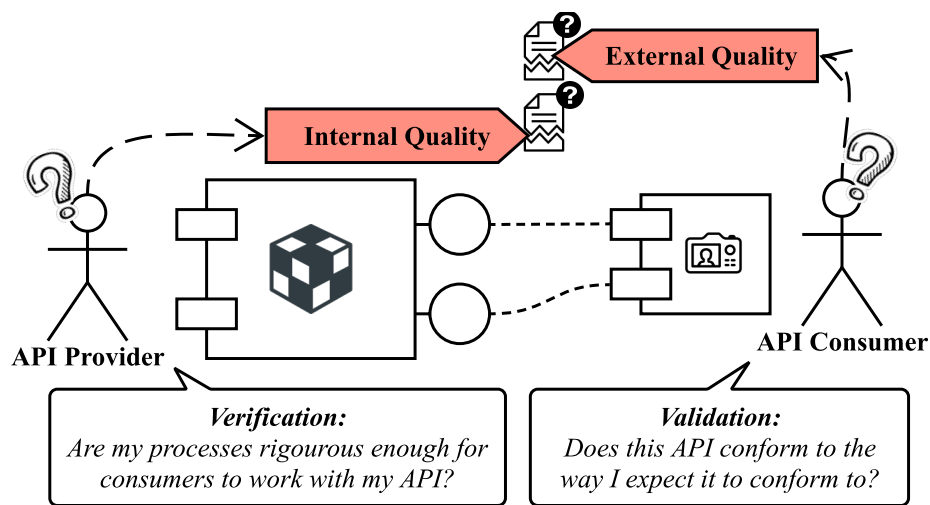 ?
External Quality
?
Internal Quality
?
?
API Provider
API Consumer
Verification:
Are my processes rigourous enough for
consumers to work with my API?
Validation:
Does this API conform to the
way I expect it to conform to?